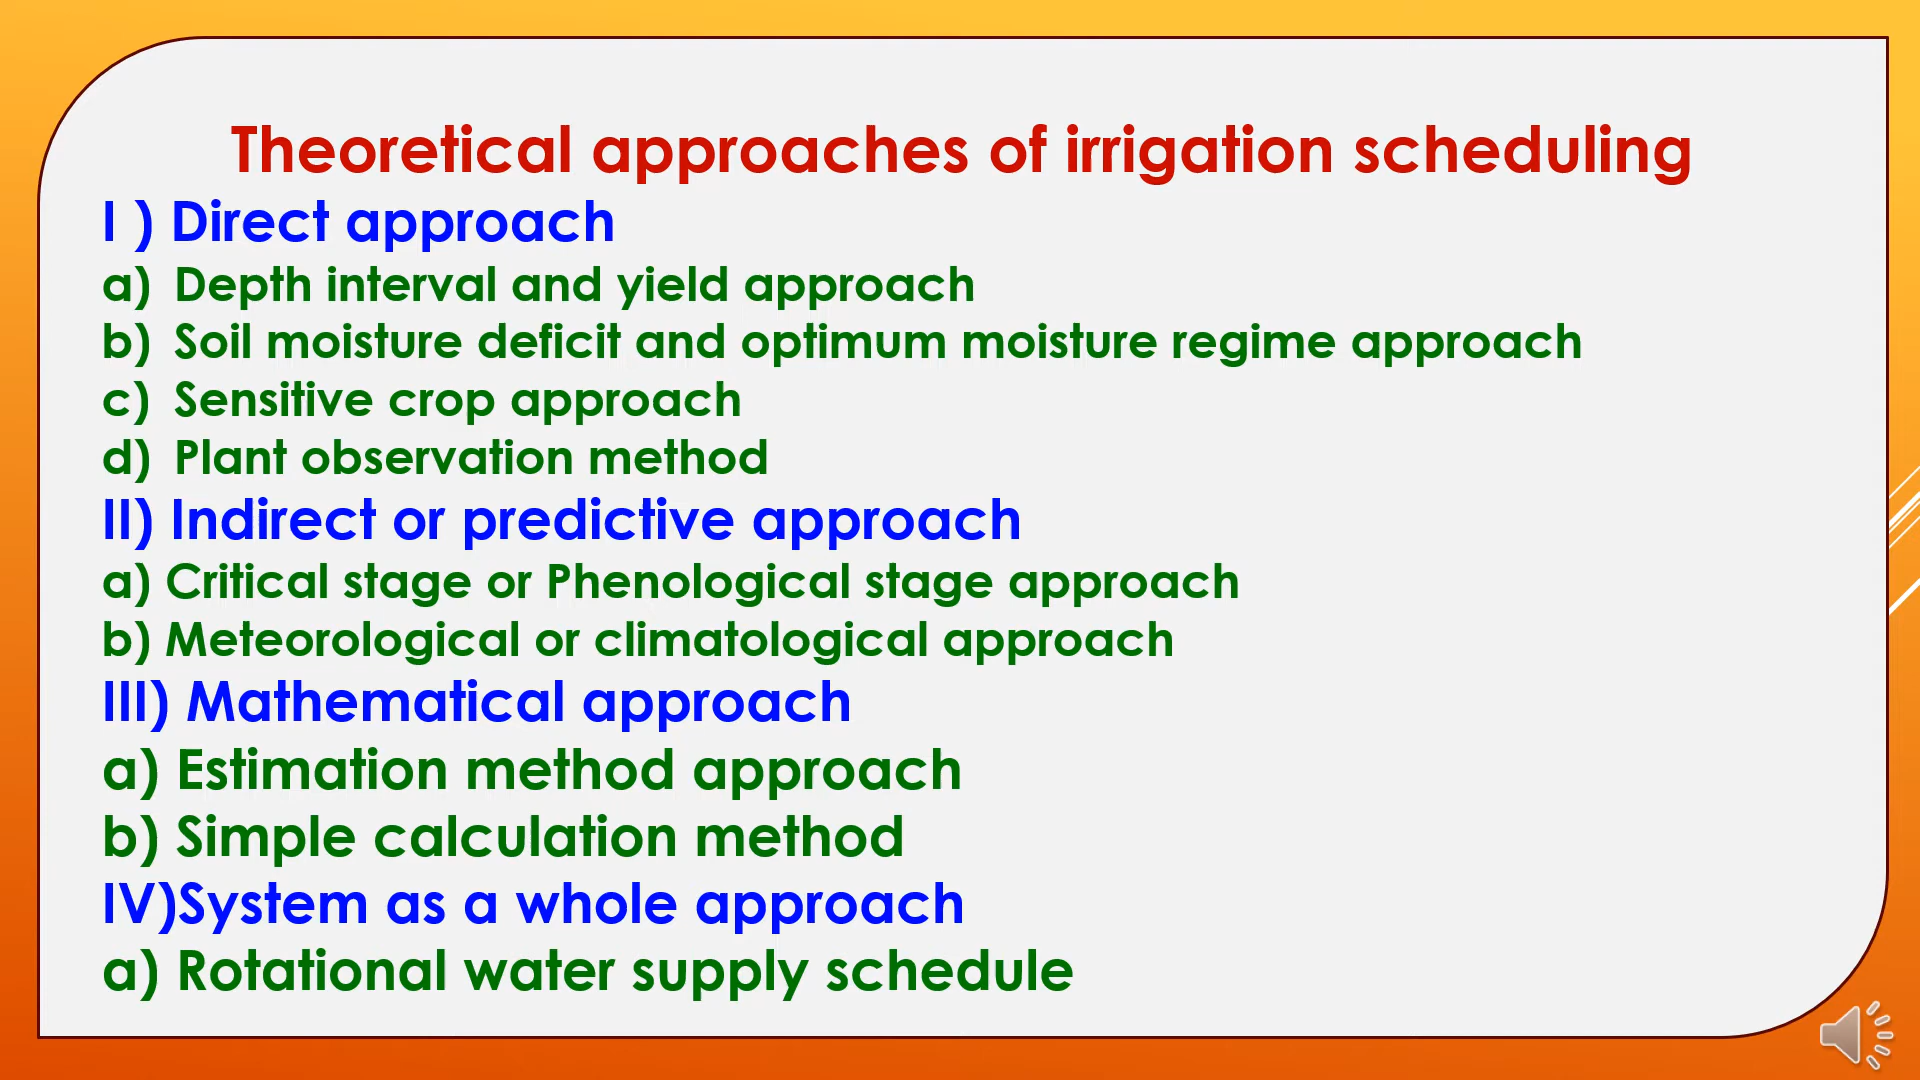 Theoretical approaches of irrigation scheduling
I ) Direct approach
a) Depth interval and yield approach
b) Soil moisture deficit and optimum moisture regime approach
c) Sensitive crop approach
d) Plant observation method
II) Indirect or predictive approach
a) Critical stage or Phenological stage approach
b) Meteorological or climatological approach
III) Mathematical approach
a) Estimation method approach
b) Simple calculation method
IV)System as a whole approach
a) Rotational water supply schedule